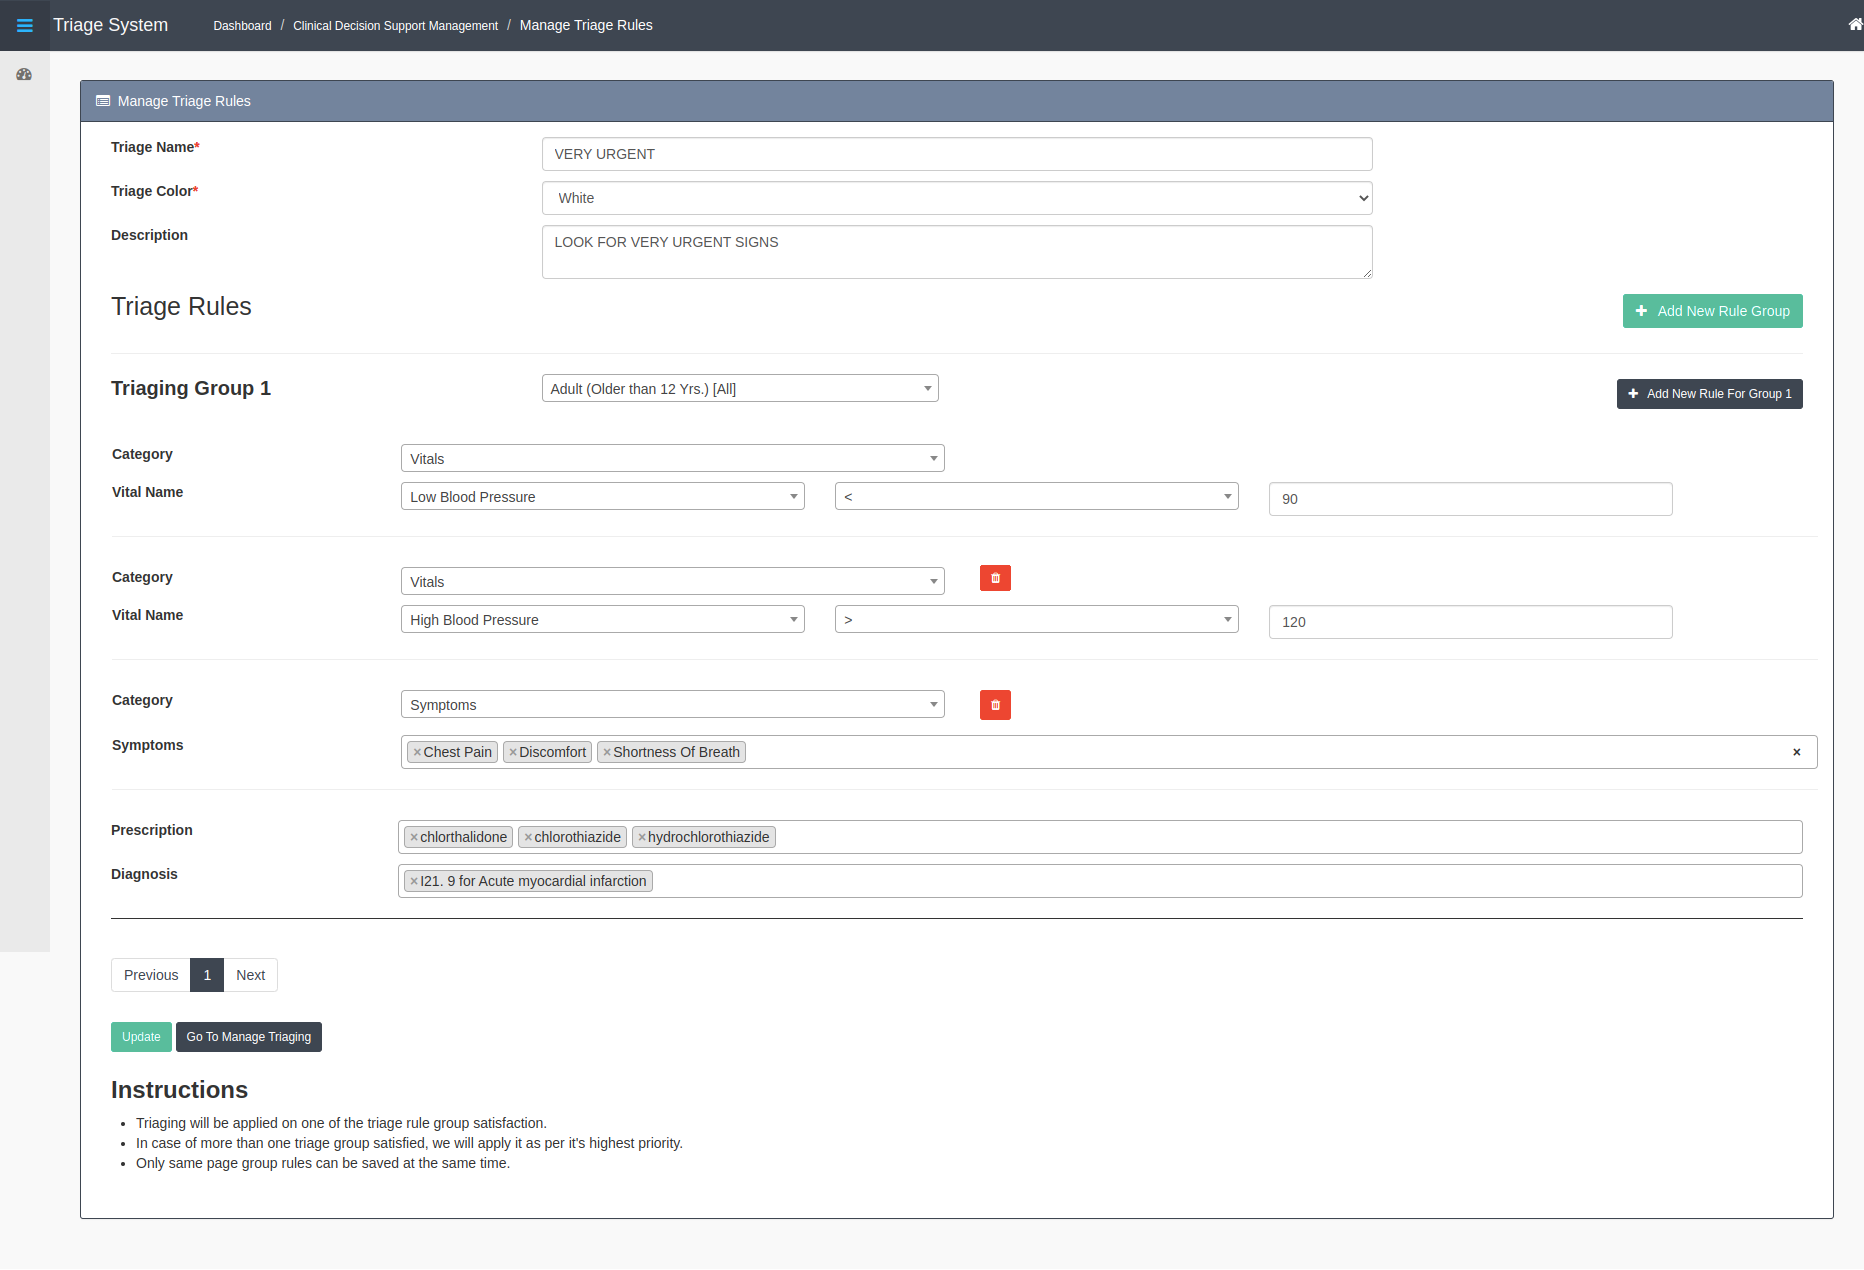 Triage System
Dashboard / Clinical Decision Support Management / Manage Triage Rules
Manage Triage Rules
Triage Name*
VERY URGENT
Triage Color*
White
Description
LOOK FOR VERY URGENT SIGNS
Triage Rules
Add New Rule Group
Triaging Group 1
Adult (Older than 12 Yrs.) [All]
Add New Rule For Group 1
Category
Vitals
Vital Name
Low Blood Pressure
<
90
Category
Vitals
Vital Name
High Blood Pressure
>
120
Category
Symptoms
Symptoms
×Chest Pain ×Discomfort ×Shortness Of Breath ×
Prescription
×chlorthalidone ×chlorothiazide ×hydrochlorothiazide
Diagnosis
×I21. 9 for Acute myocardial infarction
Previous 1 Next
Update Go To Manage Triaging
Instructions
• Triaging will be applied on one of the triage rule group satisfaction.
• In case of more than one triage group satisfied, we will apply it as per it's highest priority.
• Only same page group rules can be saved at the same time.